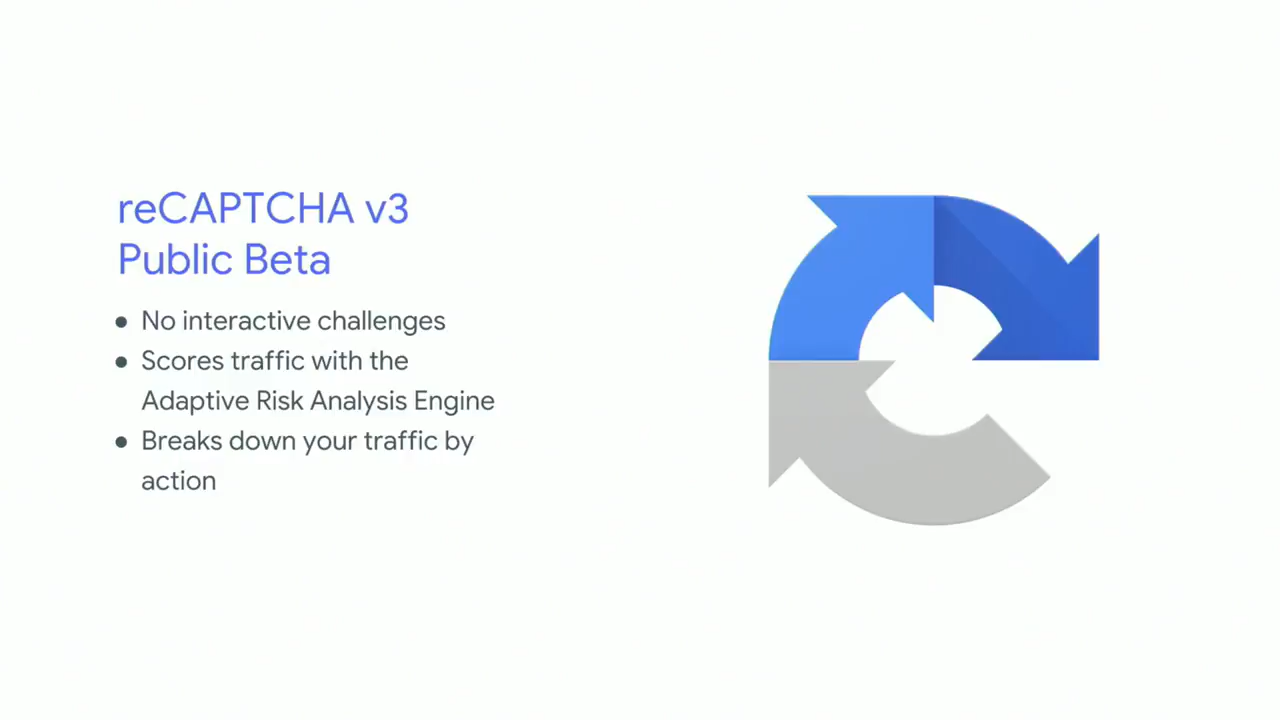 reCAPTCHA v3
Public Beta
● No interactive challenges
● Scores traffic with the
Adaptive Risk Analysis Engine
● Breaks down your traffic by
action